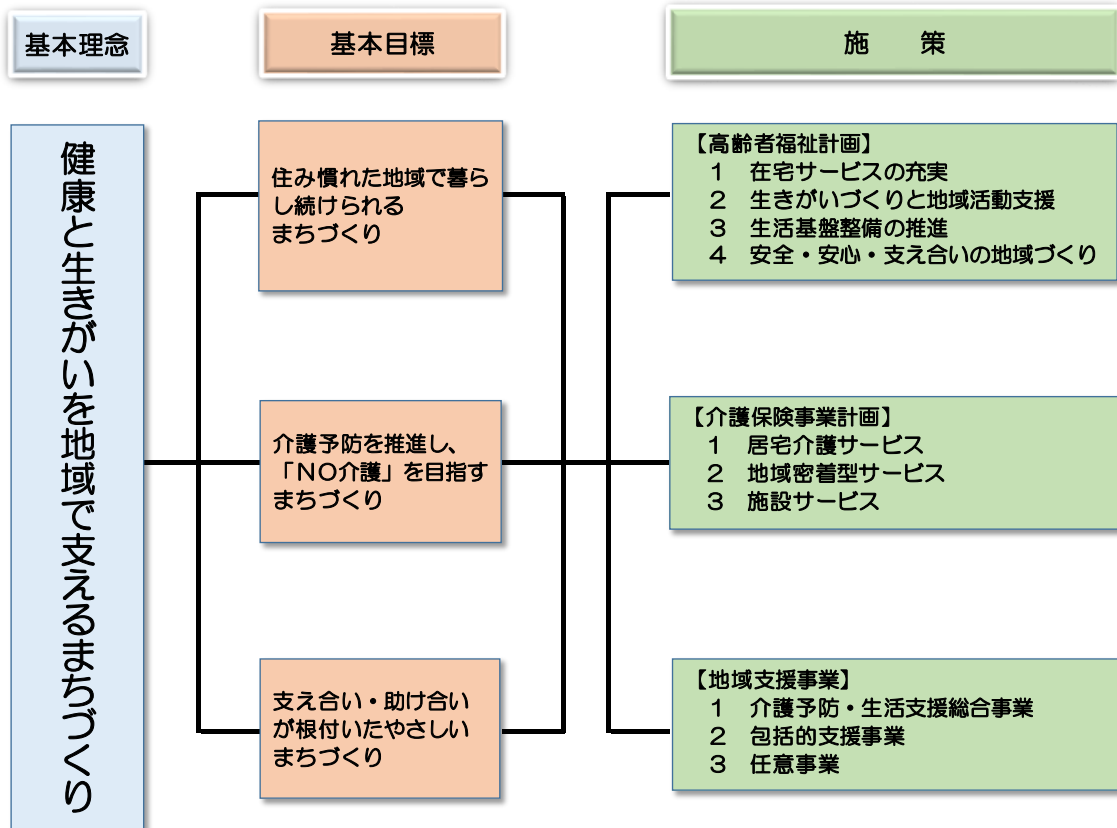 基本理念
基本目標
施　策
健康と生きがいを地域で支えるまちづくり
住み慣れた地域で暮ら
し続けられる
まちづくり
介護予防を推進し、
「NO介護」を目指す
まちづくり
支え合い・助け合い
が根付いたやさしい
まちづくり
【高齢者福祉計画】
１　在宅サービスの充実
２　生きがいづくりと地域活動支援
３　生活基盤整備の推進
４　安全・安心・支え合いの地域づくり
【介護保険事業計画】
１　居宅介護サービス
２　地域密着型サービス
３　施設サービス
【地域支援事業】
１　介護予防・生活支援総合事業
２　包括的支援事業
３　任意事業